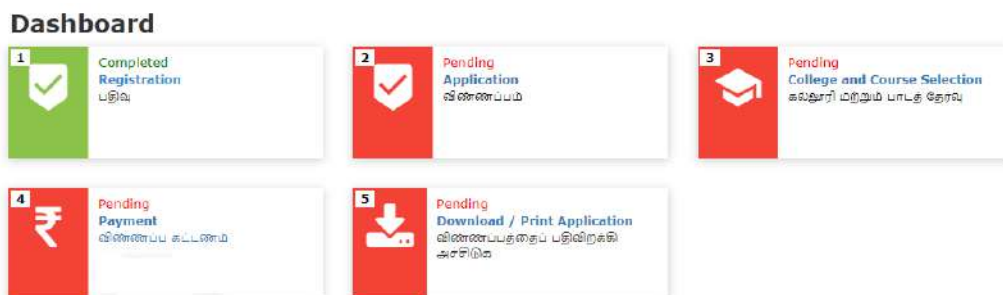 Dashboard
1
Completed
Registration
பதிவு
2
Pending
Application
விண்ணப்பம்
3
Pending
College and Course Selection
கல்லூரி மற்றும் பாடத் தேர்வு
4
Pending
Payment
விண்ணப்ப கட்டணம்
5
Pending
Download / Print Application
விண்ணப்பத்தைப் பதிவிறக்கி
அச்சிடுக